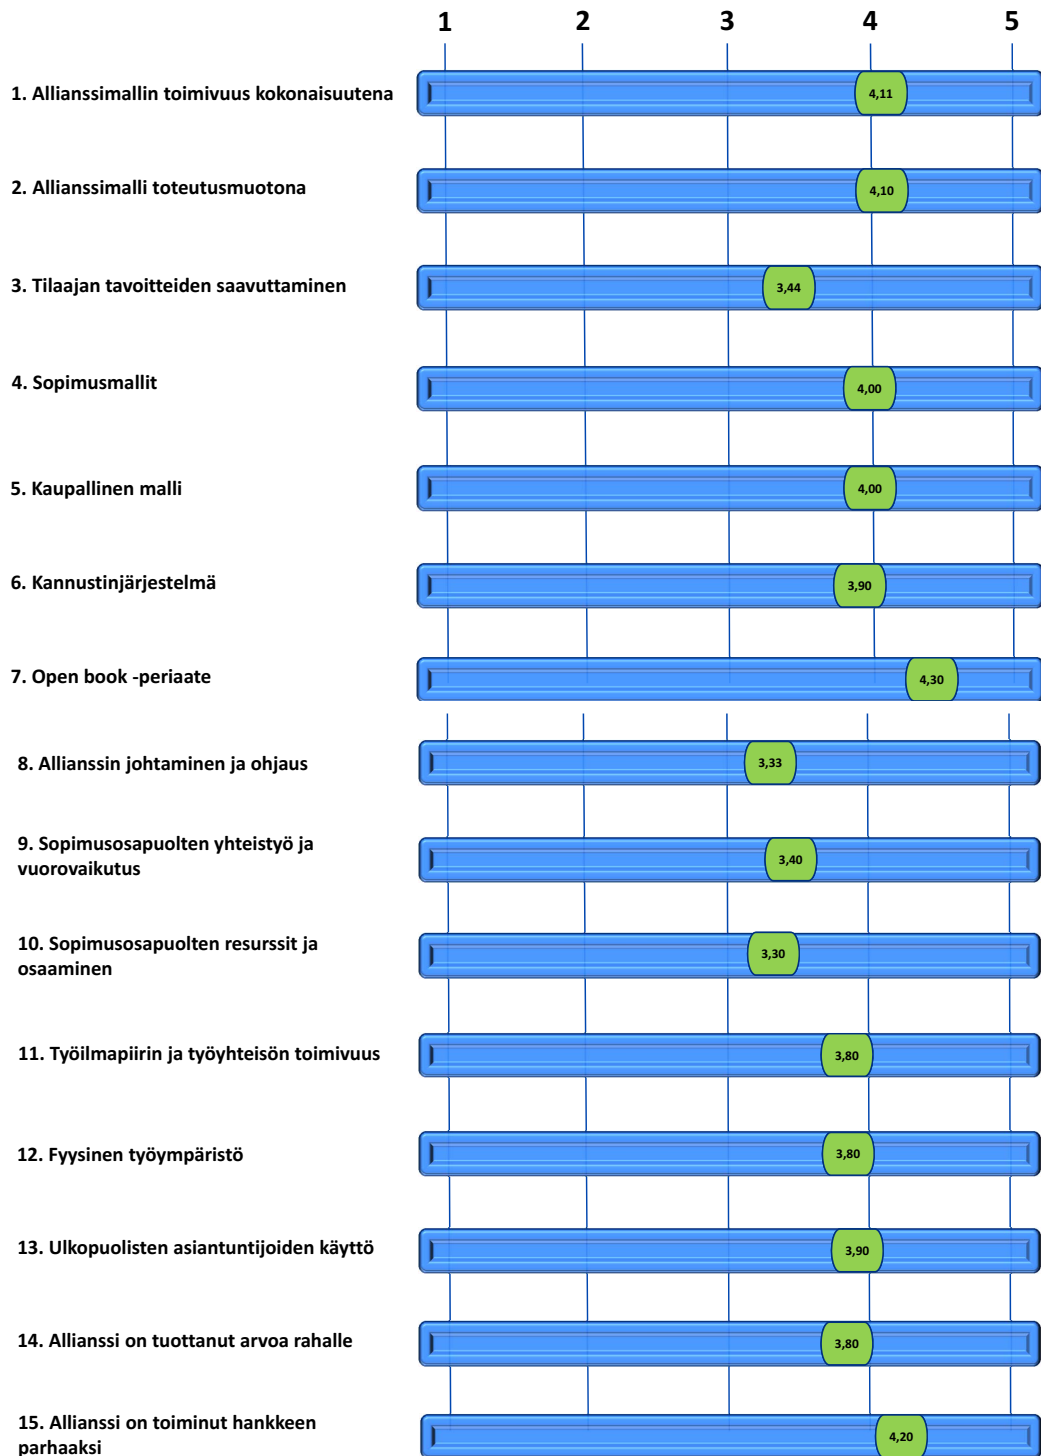 1 2 3 4 5
1. Allianssimallin toimivuus kokonaisuutena
4,11
2. Allianssimalli toteutusmuotona
4,10
3. Tilaajan tavoitteiden saavuttaminen
3,44
4. Sopimusmallit
4,00
5. Kaupallinen malli
4,00
6. Kannustinjärjestelmä
3,90
7. Open book -periaate
4,30
8. Allianssin johtaminen ja ohjaus
3,33
9. Sopimusosapuolten yhteistyö ja
vuorovaikutus
3,40
10. Sopimusosapuolten resurssit ja
osaaminen
3,30
11. Työilmapiirin ja työyhteisön toimivuus
3,80
12. Fyysinen työympäristö
3,80
13. Ulkopuolisten asiantuntijoiden käyttö
3,90
14. Allianssi on tuottanut arvoa rahalle
3,80
15. Allianssi on toiminut hankkeen
parhaaksi
4,20